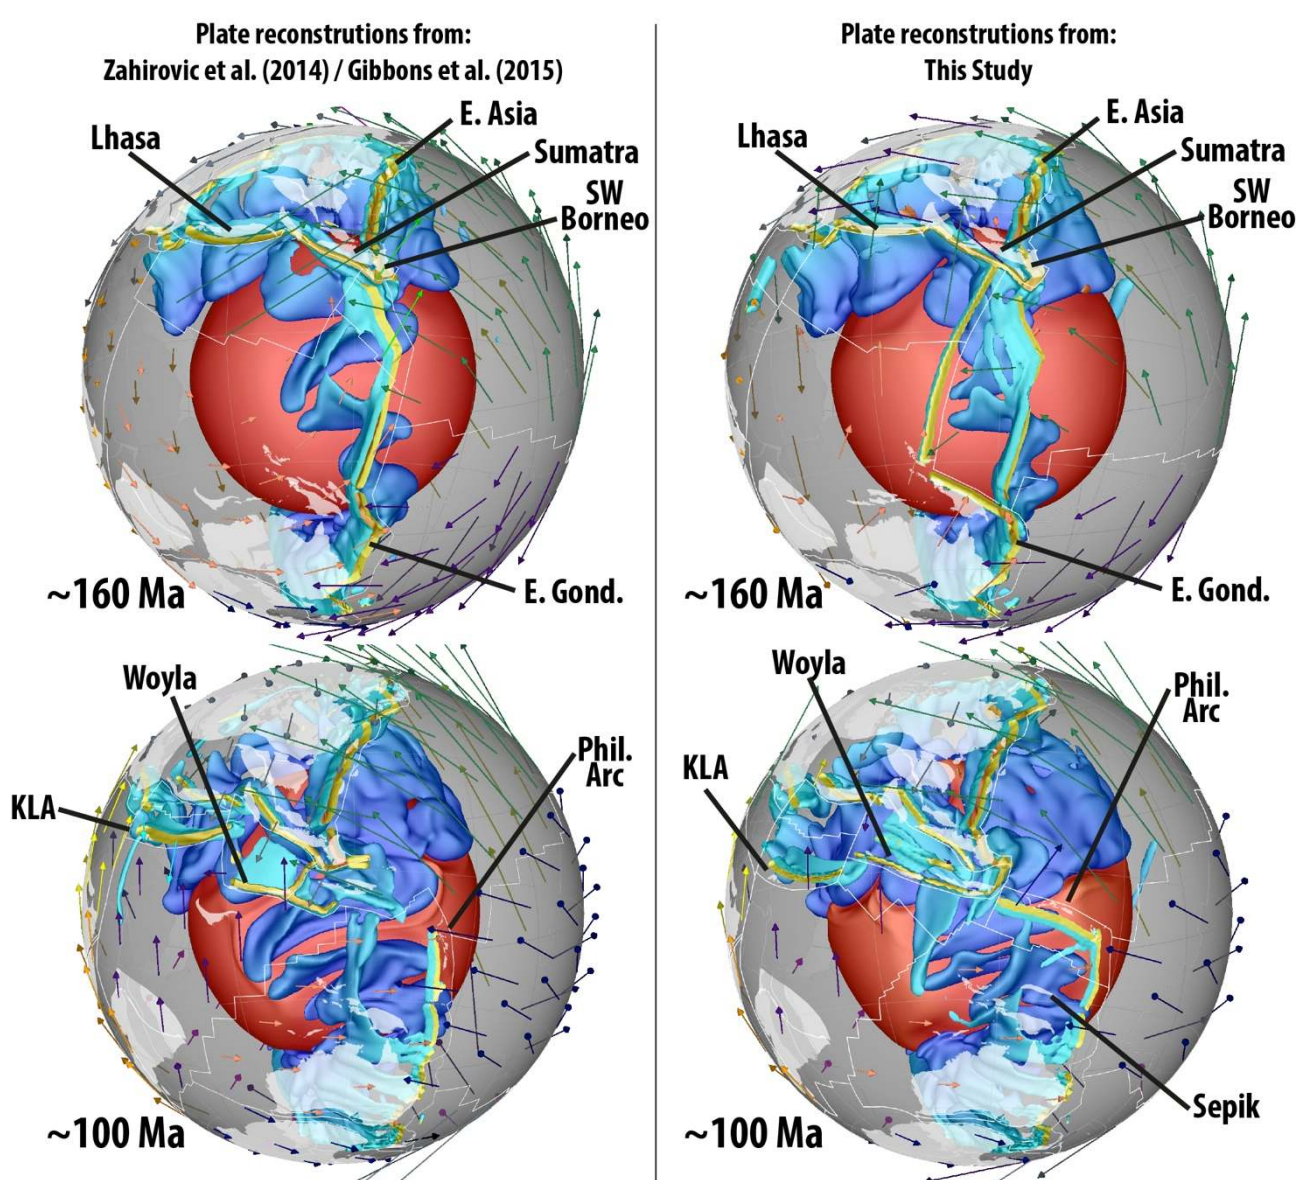 Plate reconstrutions from:
Zahirovic et al. (2014) / Gibbons et al. (2015)
Plate reconstrutions from:
This Study
E. Asia
Lhasa
Sumatra
SW
Borneo
E. Gond.
~160 Ma
E. Asia
Lhasa
Sumatra
SW
Borneo
E. Gond.
~160 Ma
Woyla
Phil.
Arc
KLA
~100 Ma
Woyla
Phil.
Arc
KLA
Sepik
~100 Ma